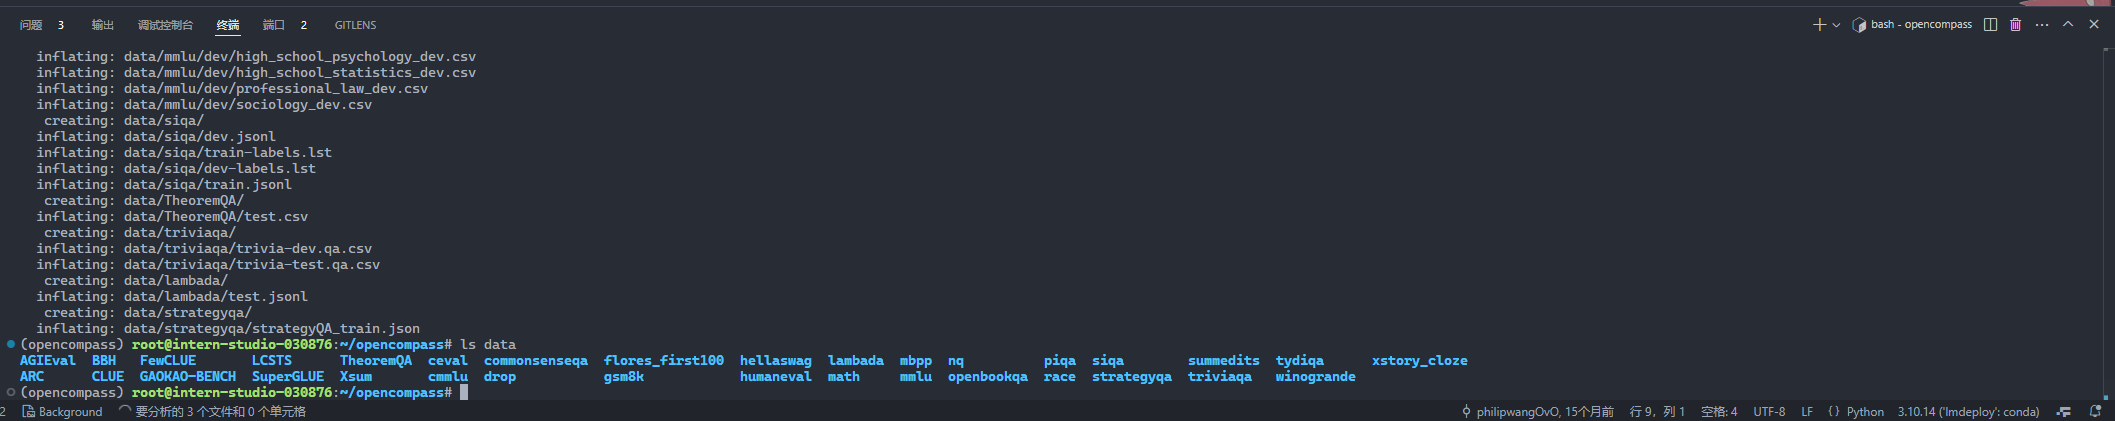 问题 3 输出 调试控制台 终端 端口 2 GITLENS bash - opencompass
inflating: data/mmlu/dev/high_school_psychology_dev.csv
inflating: data/mmlu/dev/high_school_statistics_dev.csv
inflating: data/mmlu/dev/professional_law_dev.csv
inflating: data/mmlu/dev/sociology_dev.csv
creating: data/siqa/
inflating: data/siqa/dev.jsonl
inflating: data/siqa/train-labels.lst
inflating: data/siqa/dev-labels.lst
inflating: data/siqa/train.jsonl
creating: data/TheoremQA/
inflating: data/TheoremQA/test.csv
creating: data/triviaqa/
inflating: data/triviaqa/trivia-dev.qa.csv
inflating: data/triviaqa/trivia-test.qa.csv
creating: data/lambada/
inflating: data/lambada/test.jsonl
creating: data/strategyqa/
inflating: data/strategyqa/strategyQA_train.json
(opencompass) root@intern-studio-030876:~/opencompass# ls data
AGIEval BBH FewCLUE LCSTS TheoremQA ceval commonsenseqa flores_first100 hellaswag lambada mbpp nq piqa siqa summedits tydiqa xstory_cloze
ARC CLUE GAOKAO-BENCH SuperGLUE Xsum cmmlu drop gsm8k humaneval math mmlu openbookqa race strategyqa triviaqa winogrande
(opencompass) root@intern-studio-030876:~/opencompass#
2 Background 要分析的 3 个文件和 0 个单元格 philipwangOvO, 15个月前 行 9，列 1 空格: 4 UTF-8 LF {} Python 3.10.14 ('lmdeploy': conda)